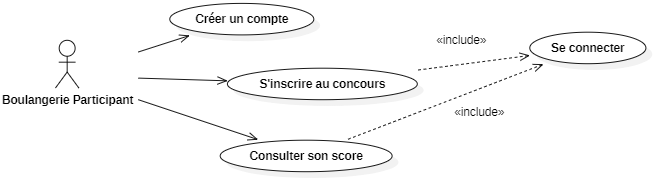 Créer un compte
«include»
Se connecter
S'inscrire au concours
Boulangerie Participant
«include»
Consulter son score